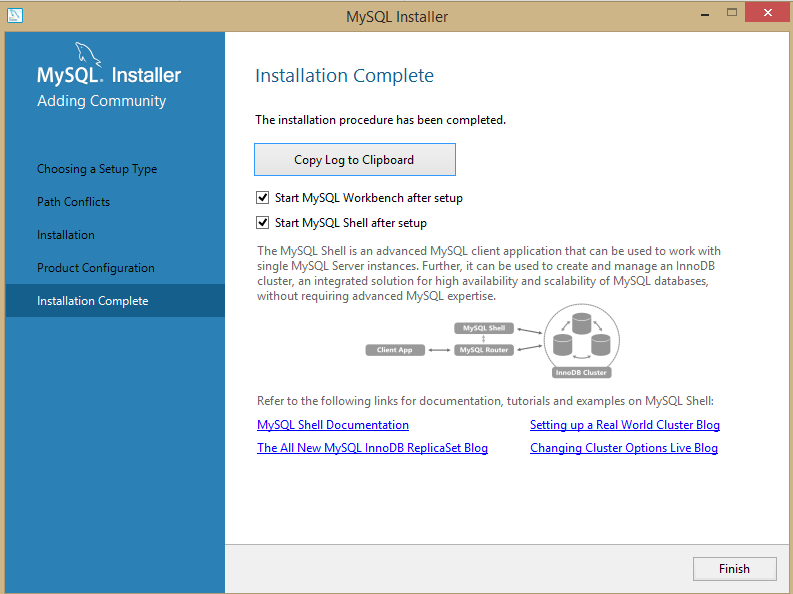 MySQL Installer
MySQL. Installer
Adding Community
Choosing a Setup Type
Path Conflicts
Installation
Product Configuration
Installation Complete
Installation Complete
The installation procedure has been completed.
Copy Log to Clipboard
Start MySQL Workbench after setup
Start MySQL Shell after setup
The MySQL Shell is an advanced MySQL client application that can be used to work with
single MySQL Server instances. Further, it can be used to create and manage an InnoDB
cluster, an integrated solution for high availability and scalability of MySQL databases,
without requiring advanced MySQL expertise.
MySQL Shell
Client App
MySQL Router
InnoDB Cluster
Refer to the following links for documentation, tutorials and examples on MySQL Shell:
MySQL Shell Documentation
Setting up a Real World Cluster Blog
The All New MySQL InnoDB ReplicaSet Blog
Changing Cluster Options Live Blog
Finish